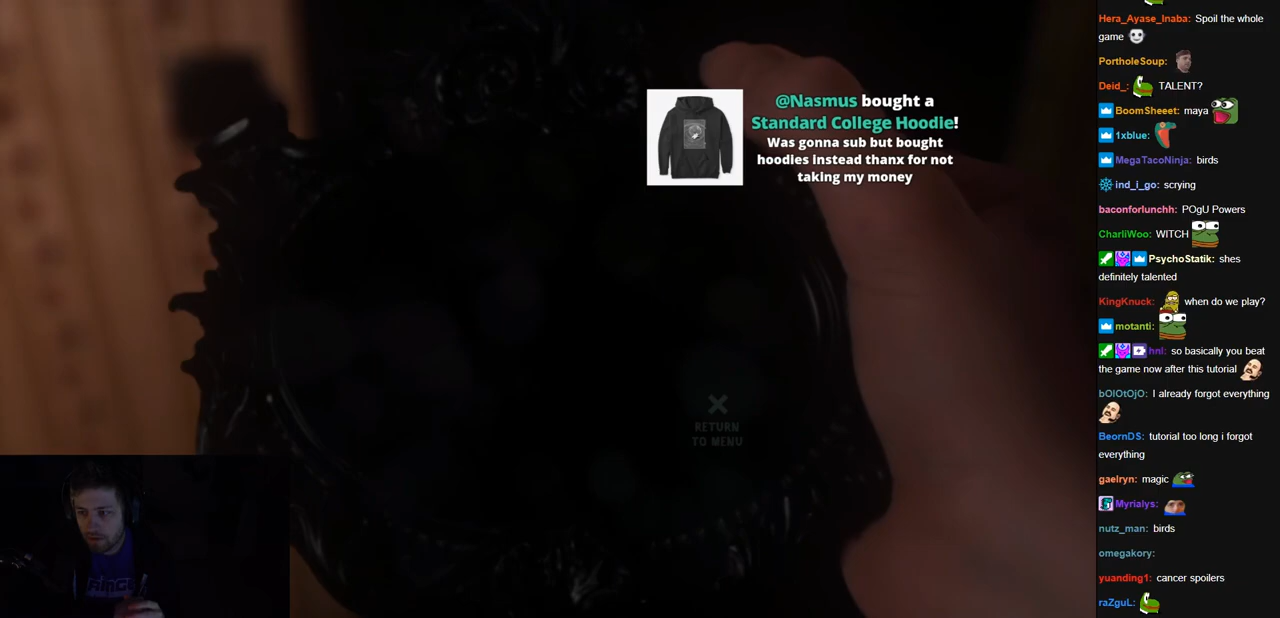 @Nasmus bought a
Standard College Hoodie!
Was gonna sub but bought
hoodies instead thanx for not
taking my money
RETURN
TO MENU
Hera_Ayase_Inaba: Spoil the whole
game
PortholeSoup:
Deid_: TALENT?
BoomSheeet: maya
1xblue:
MegaTacoNinja: birds
ind_i_go: scrying
baconforlunchh: POgU Powers
CharliWoo: WITCH
PsychoStatik: shes
definitely talented
KingKnuck: when do we play?
motanti:
hnl: so basically you beat
the game now after this tutorial
bOlOtOjO: I already forgot everything
BeornDS: tutorial too long i forgot
everything
gaelryn: magic
Myrialys:
nutz_man: birds
omegakory:
yuanding1: cancer spoilers
raZguL: